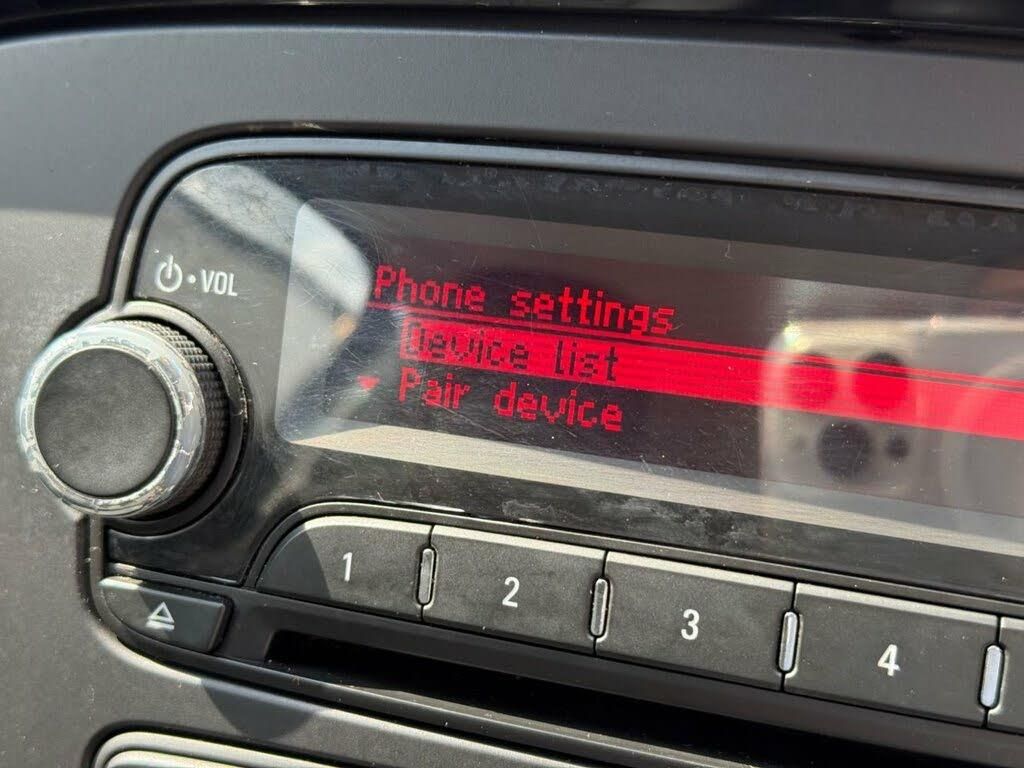 VOL
Phone settings
Device list
Pair device
1
2
3
4